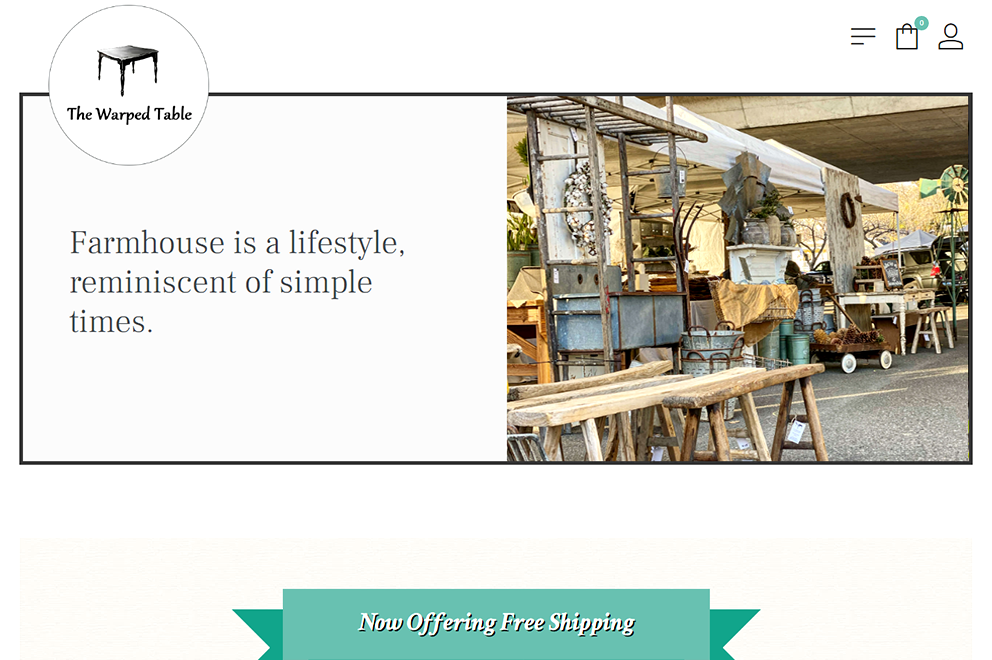 0
The Warped Table
Farmhouse is a lifestyle,
reminiscent of simple
times.
Now Offering Free Shipping